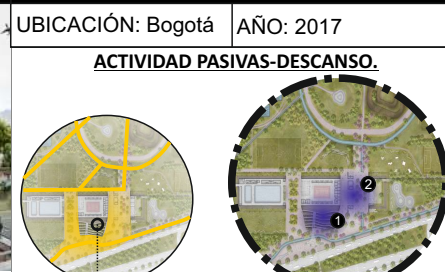 UBICACIÓN: Bogotá AÑO: 2017
ACTIVIDAD PASIVAS-DESCANSO.
2
1